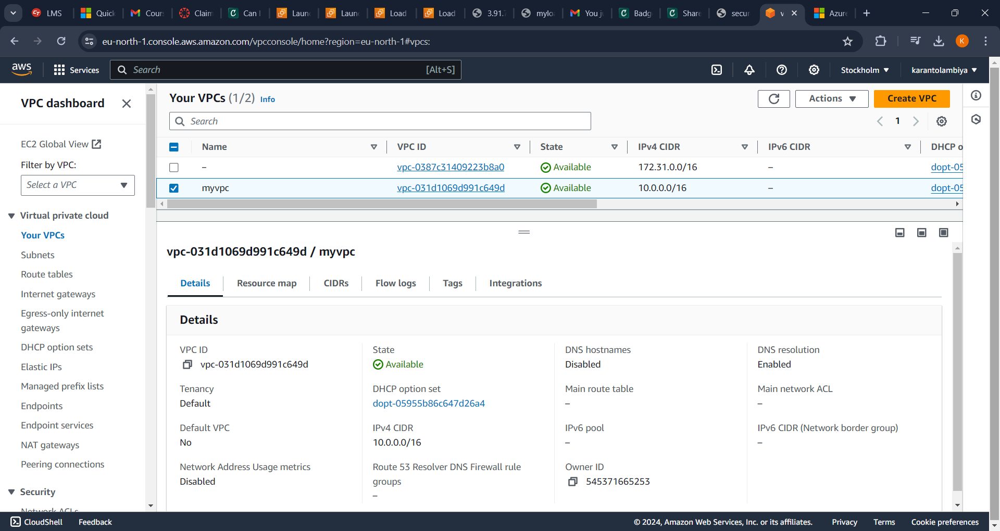 LMS
Quick
Cour
Claim
Can I
Laun
Laun
Load
Load
3.91.
mylo
You j
Badg
Share
secur
v
Azure
eu-north-1.console.aws.amazon.com/vpcconsole/home?region=eu-north-1#vpcs:
K
aws
Services
Search
[Alt+S]
Stockholm
karantolambiya
VPC dashboard
EC2 Global View
Filter by VPC:
Select a VPC
Virtual private cloud
Your VPCs
Subnets
Route tables
Internet gateways
Egress-only internet
gateways
DHCP option sets
Elastic IPs
Managed prefix lists
Endpoints
Endpoint services
NAT gateways
Peering connections
Security
Network ACLs
Your VPCs (1/2) Info
Actions
Create VPC
Search
1
Name VPC ID State IPv4 CIDR IPv6 CIDR DHCP o
– vpc-0387c31409223b8a0 Available 172.31.0.0/16 – dopt-05
myvpc vpc-031d1069d991c649d Available 10.0.0.0/16 – dopt-05
vpc-031d1069d991c649d / myvpc
Details Resource map CIDRs Flow logs Tags Integrations
Details
VPC ID
vpc-031d1069d991c649d
State
Available
DNS hostnames
Disabled
DNS resolution
Enabled
Tenancy
Default
DHCP option set
dopt-05955b86c647d26a4
Main route table
–
Main network ACL
–
Default VPC
No
IPv4 CIDR
10.0.0.0/16
IPv6 pool
–
IPv6 CIDR (Network border group)
–
Network Address Usage metrics
Disabled
Route 53 Resolver DNS Firewall rule
groups
–
Owner ID
545371665253
CloudShell
Feedback
© 2024, Amazon Web Services, Inc. or its affiliates.
Privacy
Terms
Cookie preferences